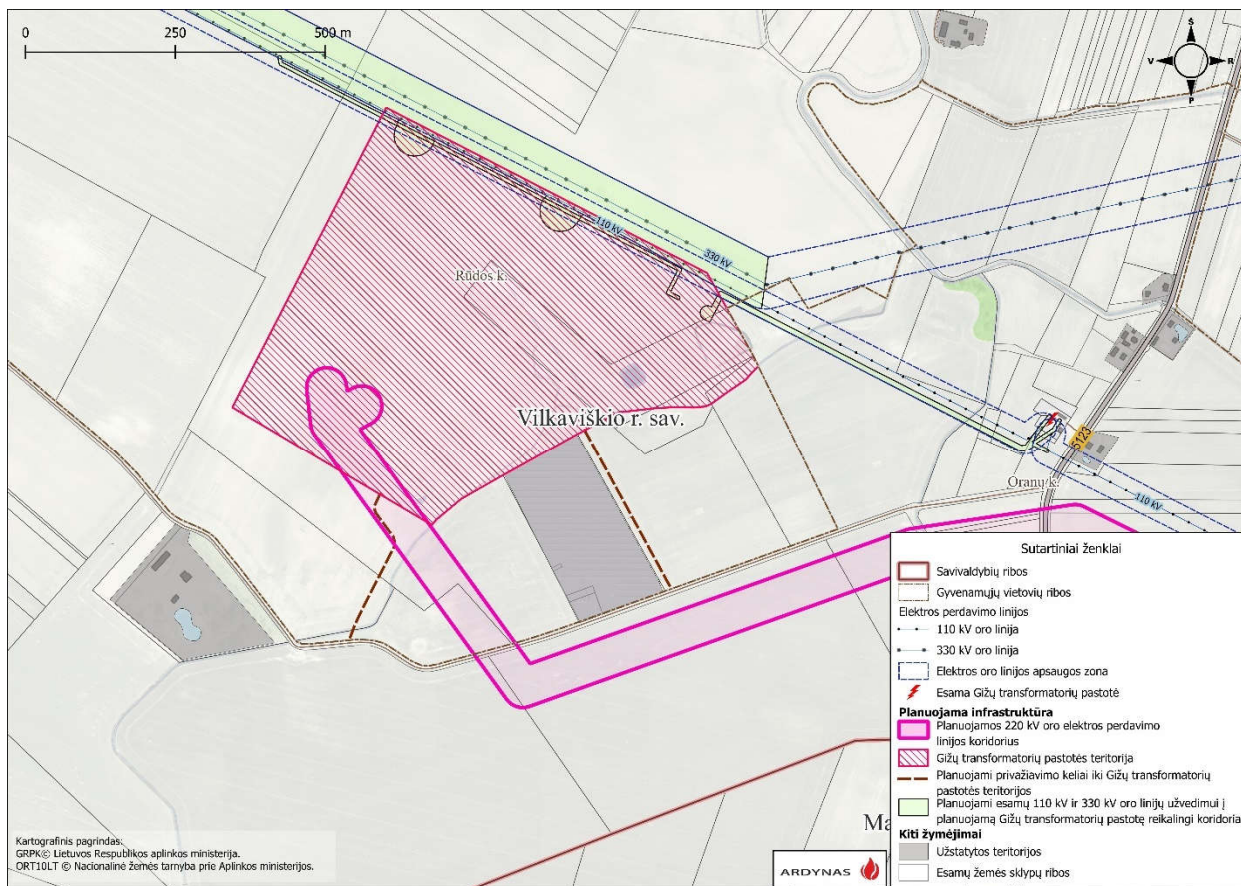 0
250
500 m
Š
V
R
P
110 kV
330 kV
Rūdos k.
Vilkaviškio r. sav.
5123
Oranų k.
110 kV
Ma
Sutartiniai ženklai
Savivaldybių ribos
Gyvenamųjų vietovių ribos
Elektros perdavimo linijos
110 kV oro linija
330 kV oro linija
Elektros oro linijos apsaugos zona
Esama Gižų transformatorių pastotė
Planuojama infrastruktūra
Planuojamos 220 kV oro elektros perdavimo
linijos koridorius
Gižų transformatorių pastotės teritorija
Planuojami privažiavimo keliai iki Gižų transformatorių
pastotės teritorijos
Planuojami esamų 110 kV ir 330 kV oro linijų užvedimui į
planuojamą Gižų transformatorių pastotę reikalingi koridoria
Kiti žymėjimai
Užstatytos teritorijos
Esamų žemės sklypų ribos
Kartografinis pagrindas:
GRPK© Lietuvos Respublikos aplinkos ministerija.
ORT10LT © Nacionalinė žemės tarnyba prie Aplinkos ministerijos.
ARDYNAS